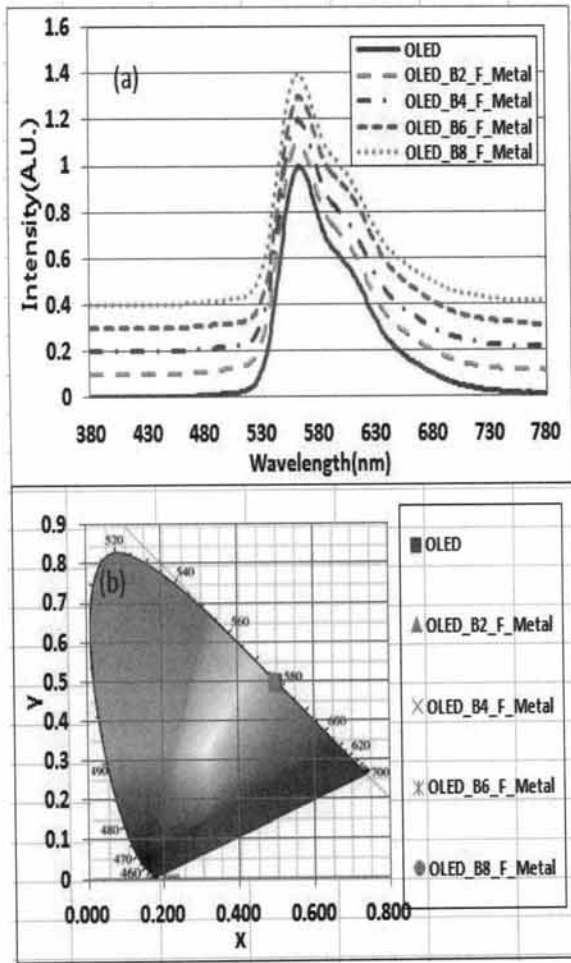 (a)
Intensity(A.U.)
1.6
1.4
1.2
1
0.8
0.6
0.4
0.2
0
380 430 480 530 580 630 680 730 780
Wavelength(nm)
OLED
OLED_B2_F_Metal
OLED_B4_F_Metal
OLED_B6_F_Metal
OLED_B8_F_Metal
(b)
Y
0.9
0.8
0.7
0.6
0.5
0.4
0.3
0.2
0.1
0
520
540
560
580
600
620
700
490
480
470
460
0.000 0.200 0.400 0.600 0.800
X
OLED
OLED_B2_F_Metal
OLED_B4_F_Metal
OLED_B6_F_Metal
OLED_B8_F_Metal